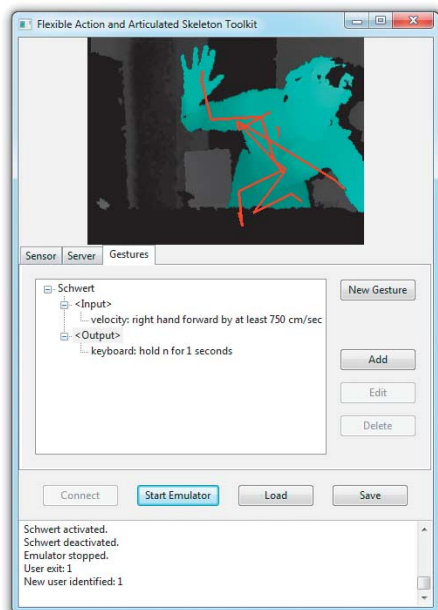 Flexible Action and Articulated Skeleton Toolkit
Sensor Server Gestures
Schwert
<Input>
velocity: right hand forward by at least 750 cm/sec
<Output>
keyboard: hold n for 1 seconds
New Gesture
Add
Edit
Delete
Connect Start Emulator Load Save
Schwert activated.
Schwert deactivated.
Emulator stopped.
User exit: 1
New user identified: 1